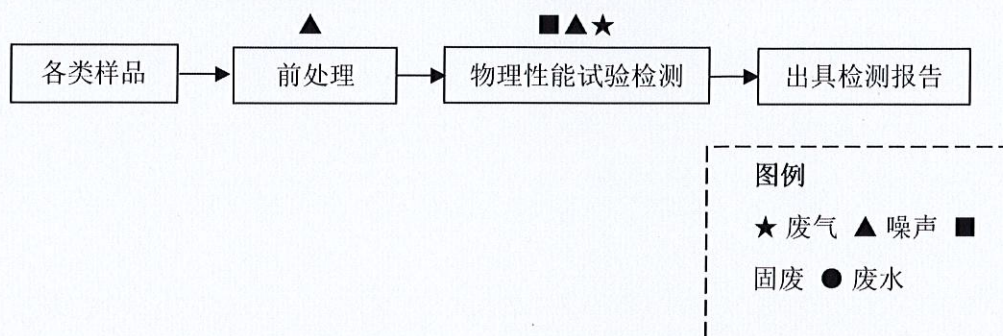 ▲ ■▲★
各类样品 前处理 物理性能试验检测 出具检测报告
图例
★ 废气 ▲ 噪声 ■
固废 ● 废水